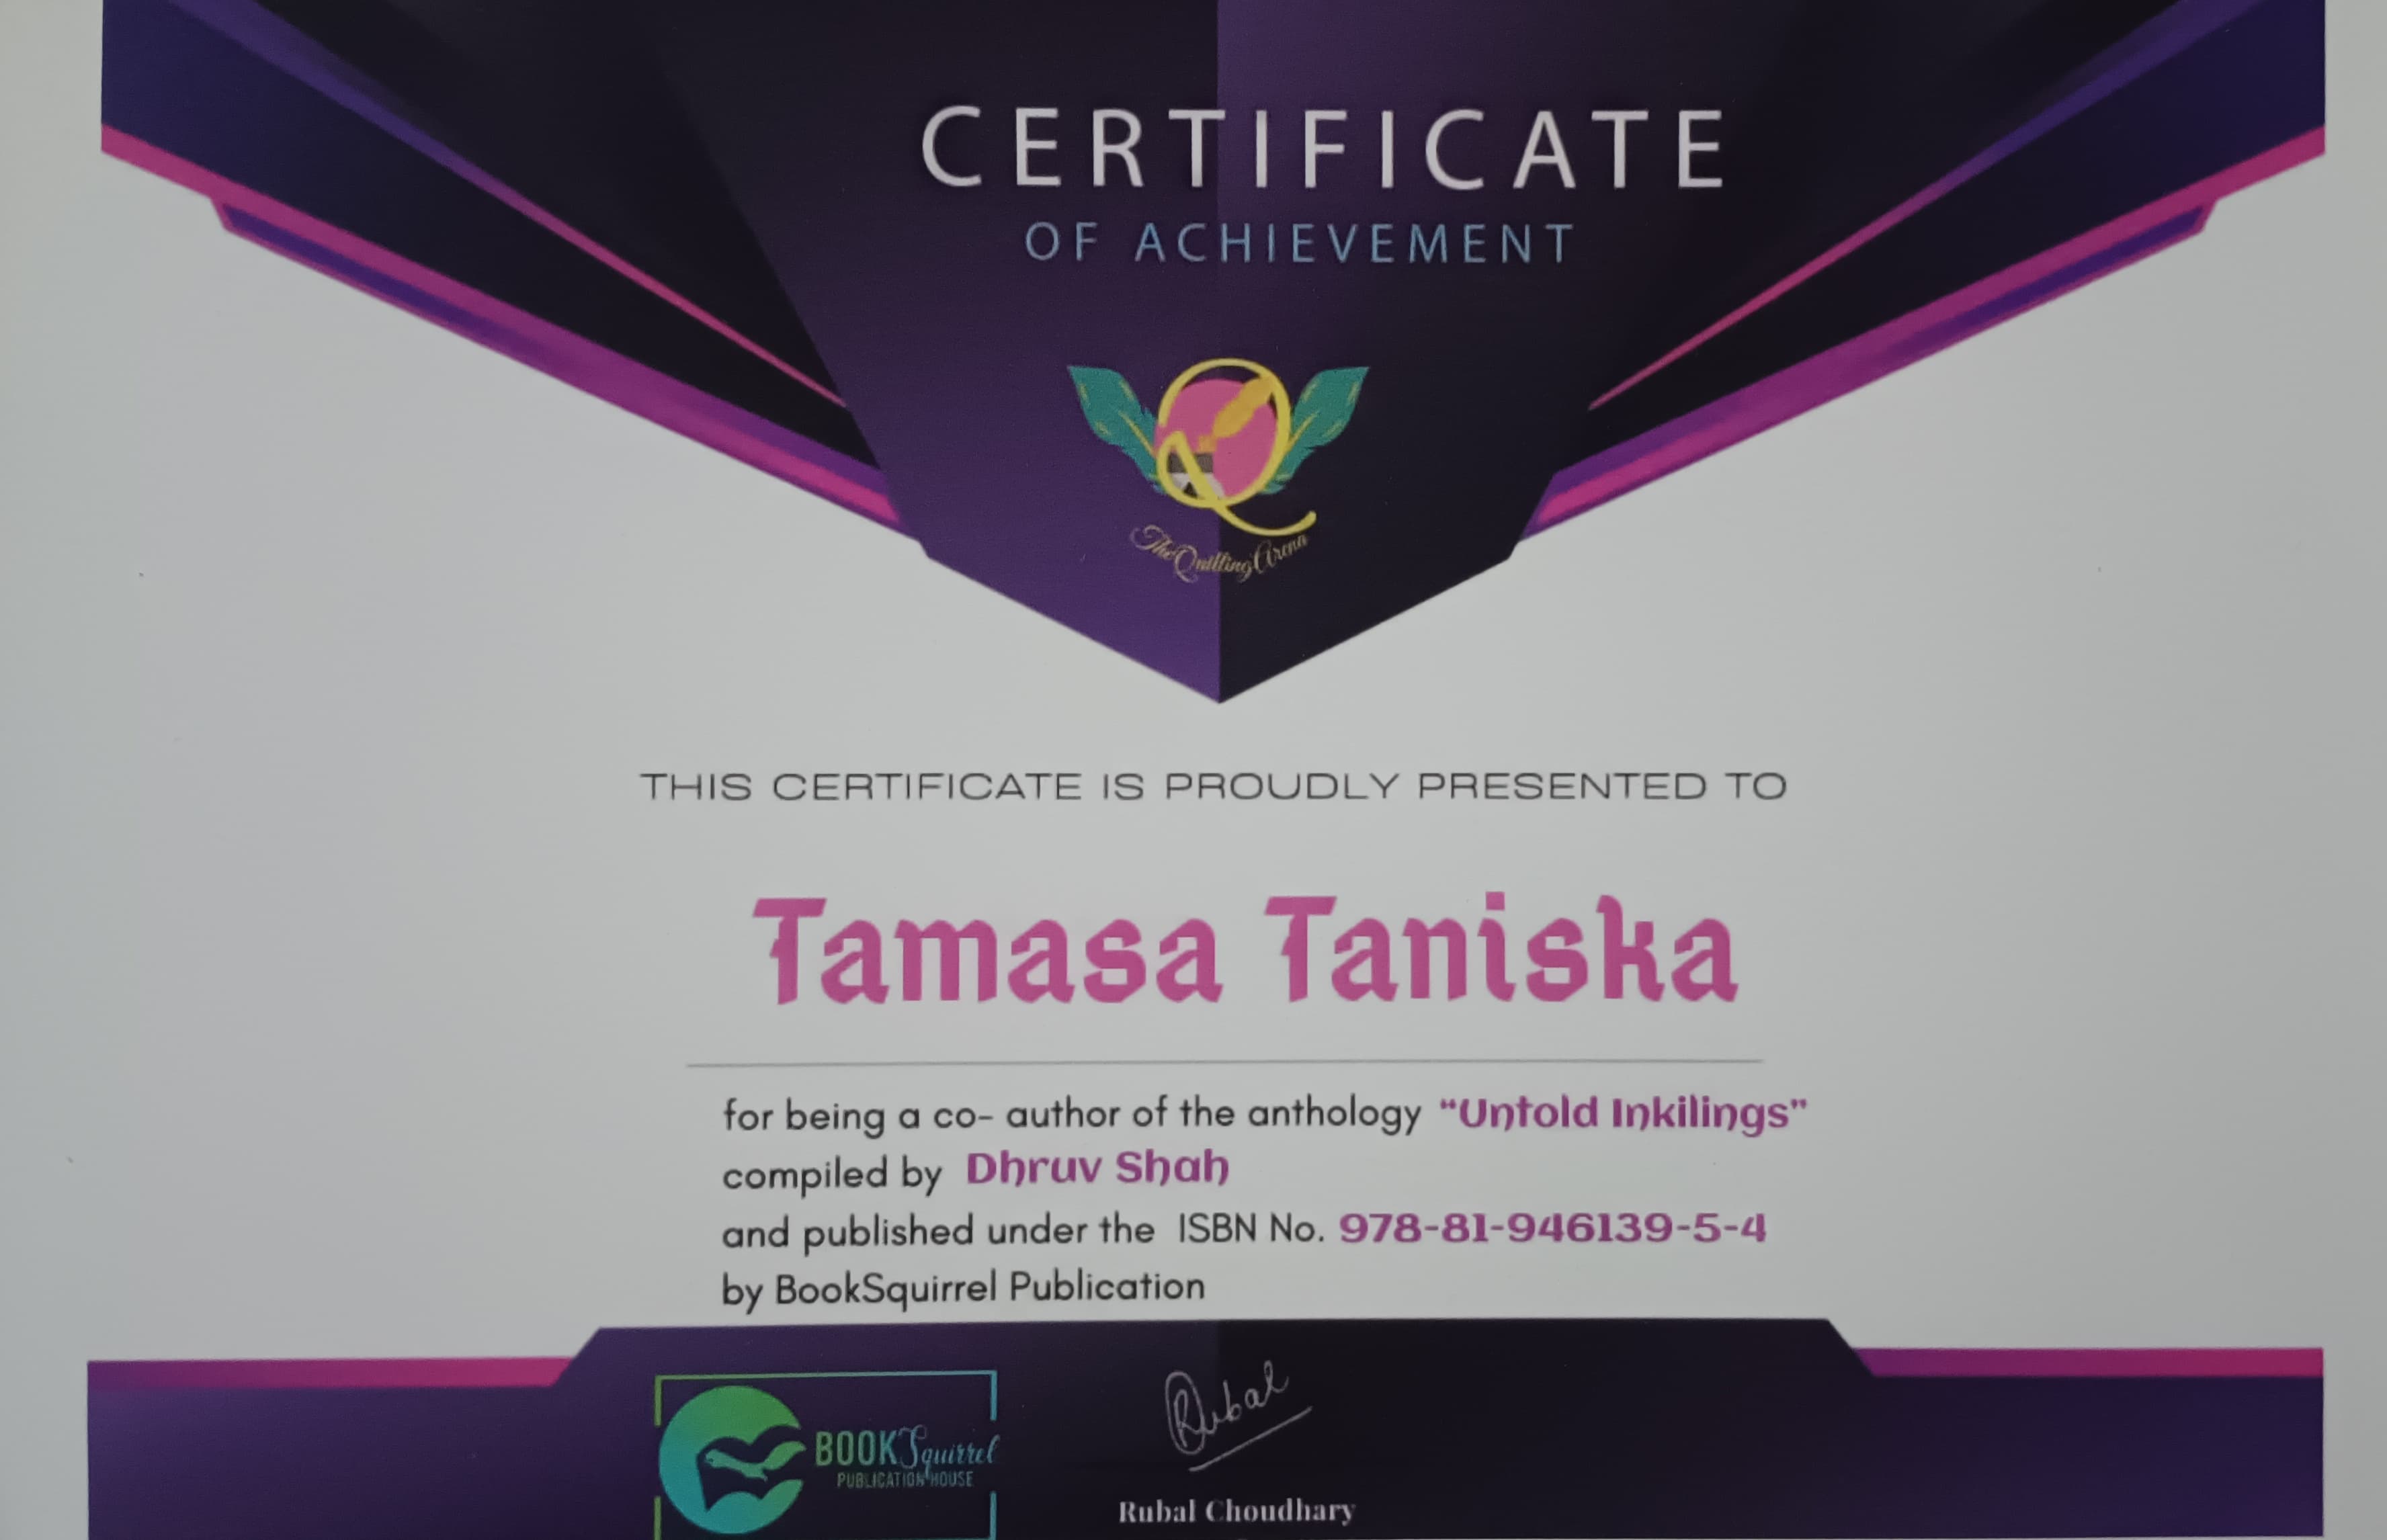 CERTIFICATE
OF ACHIEVEMENT
The Quilling Arena
THIS CERTIFICATE IS PROUDLY PRESENTED TO
Tamasa Taniska
for being a co- author of the anthology "Untold Inkilings"
compiled by Dhruv Shah
and published under the ISBN No. 978-81-946139-5-4
by BookSquirrel Publication
BOOK Squirrel
PUBLICATION HOUSE
Rubal
Rubal Choudhary